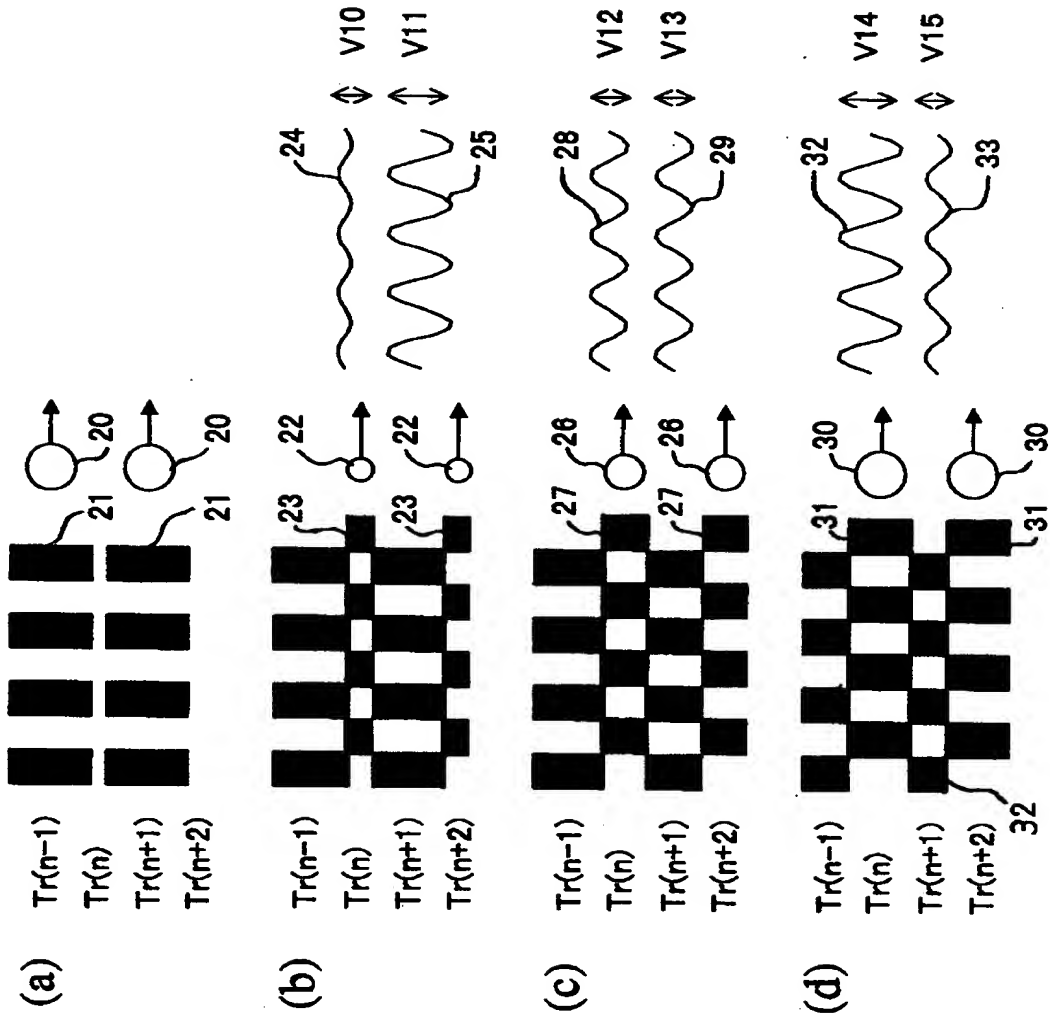 (a)
Tr(n-1)
Tr(n)
Tr(n+1)
Tr(n+2)
21
21
20
20
(b)
Tr(n-1)
Tr(n)
Tr(n+1)
Tr(n+2)
23
23
22
22
24
25
V10
V11
(c)
Tr(n-1)
Tr(n)
Tr(n+1)
Tr(n+2)
27
27
26
26
28
29
V12
V13
(d)
Tr(n-1)
Tr(n)
Tr(n+1)
Tr(n+2)
32
31
31
30
30
32
33
V14
V15